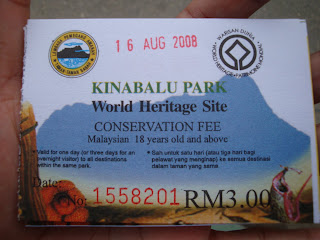 16 AUG 2008
KINABALU PARK
World Heritage Site
CONSERVATION FEE
Malaysian 18 years old and above
• Valid for one day (or three days for an overnight visitor) to all destinations within the same park.
• Sah untuk satu hari (atau tiga hari bagi pelawat yang menginap) ke semua destinasi dalam taman yang sama
Date:
No: 1558201 RM3.00